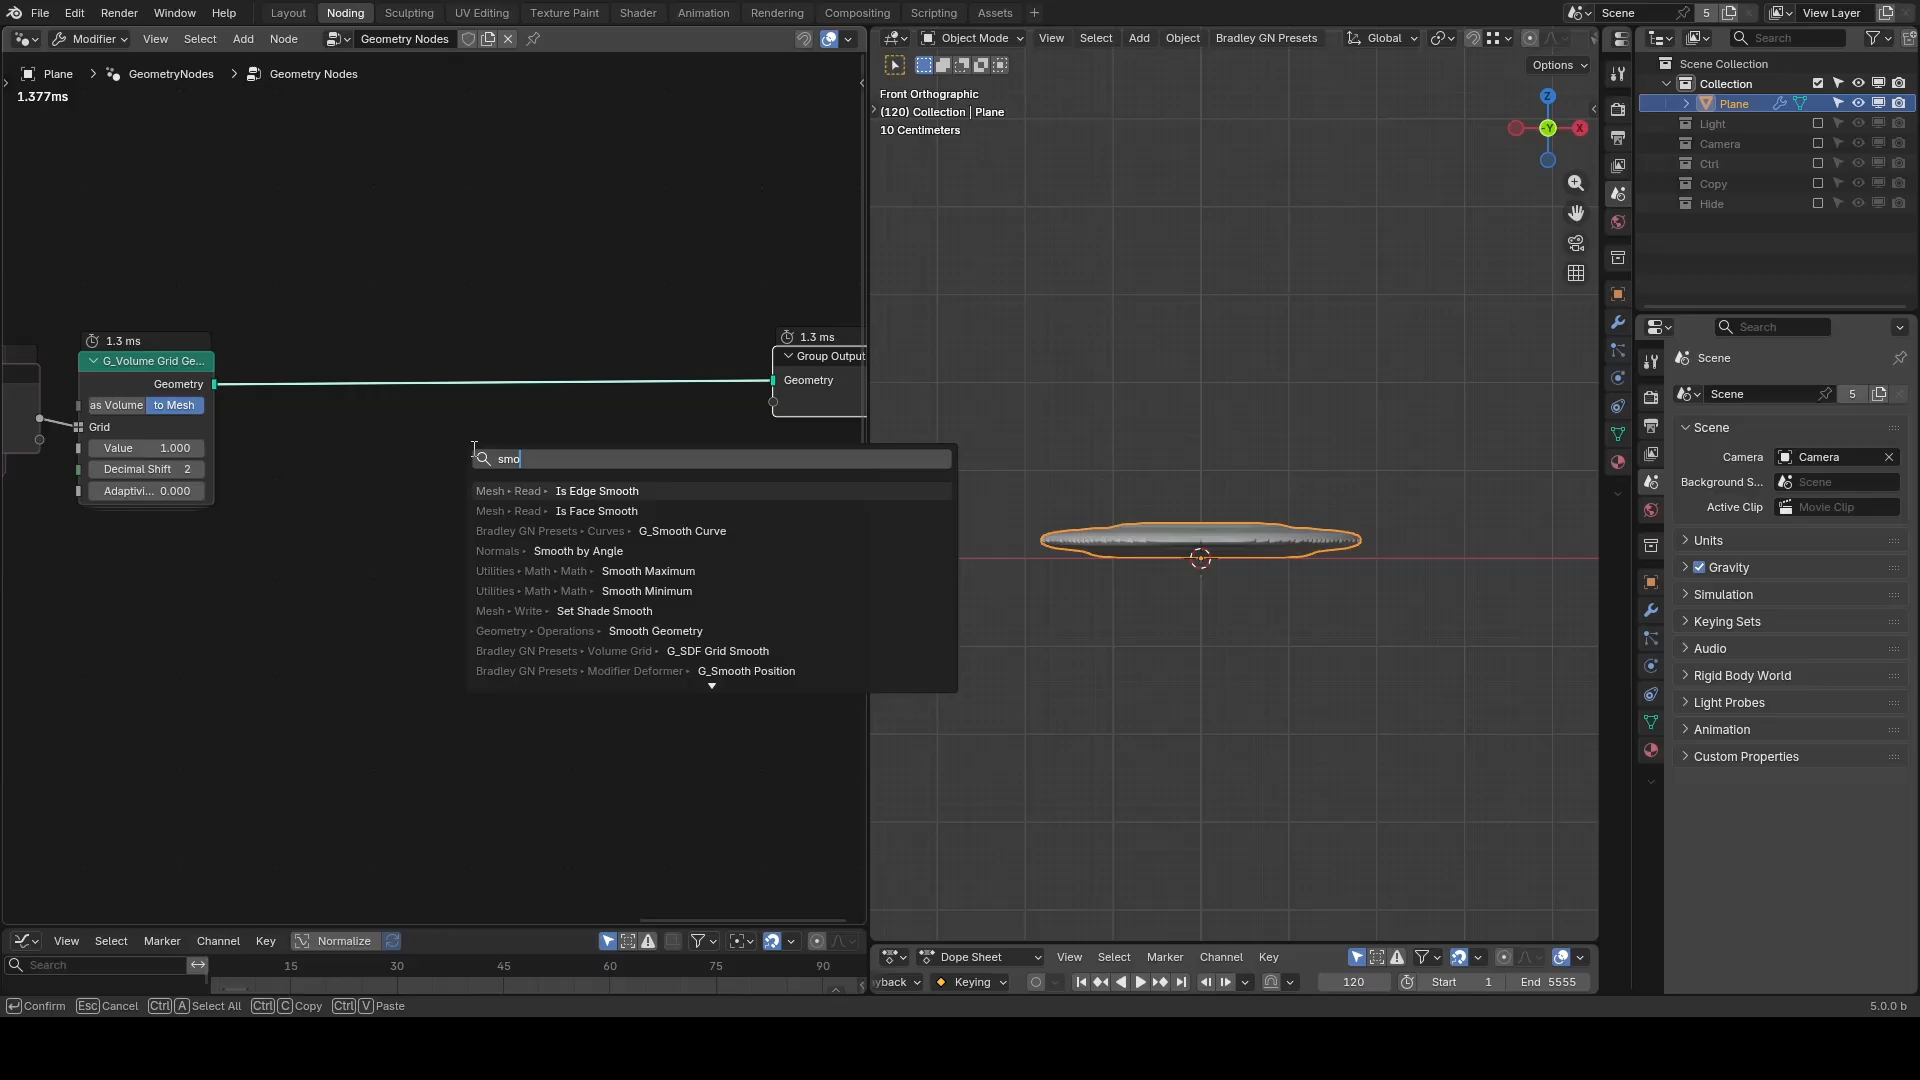 File Edit Render Window Help Layout Noding Sculpting UV Editing Texture Paint Shader Animation Rendering Compositing Scripting Assets Scene 5 View Layer
Modifier View Select Add Node Geometry Nodes
Object Mode View Select Add Object Bradley GN Presets Global
Search
Plane GeometryNodes Geometry Nodes
1.377ms
Options
Front Orthographic
(120) Collection | Plane
10 Centimeters
Z
-Y
X
Scene Collection
Collection
Plane
Light
Camera
Ctrl
Copy
Hide
1.3 ms
G_Volume Grid Ge...
Geometry
as Volume to Mesh
Grid
Value 1.000
Decimal Shift 2
Adaptivi... 0.000
1.3 ms
Group Output
Geometry
smo
Mesh ▸ Read ▸ Is Edge Smooth
Mesh ▸ Read ▸ Is Face Smooth
Bradley GN Presets ▸ Curves ▸ G_Smooth Curve
Normals ▸ Smooth by Angle
Utilities ▸ Math ▸ Math ▸ Smooth Maximum
Utilities ▸ Math ▸ Math ▸ Smooth Minimum
Mesh ▸ Write ▸ Set Shade Smooth
Geometry ▸ Operations ▸ Smooth Geometry
Bradley GN Presets ▸ Volume Grid ▸ G_SDF Grid Smooth
Bradley GN Presets ▸ Modifier Deformer ▸ G_Smooth Position
Search
Scene
Scene 5
Scene
Camera Camera
Background S... Scene
Active Clip Movie Clip
Units
Gravity
Simulation
Keying Sets
Audio
Rigid Body World
Light Probes
Animation
Custom Properties
View Select Marker Channel Key Normalize
Search 15 30 45 60 75 90
Dope Sheet View Select Marker Channel Key
yback Keying 120 Start 1 End 5555
Confirm Esc Cancel Ctrl A Select All Ctrl C Copy Ctrl V Paste
5.0.0 b